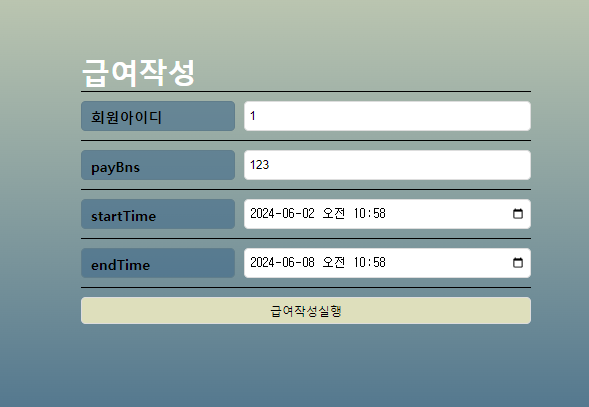 급여작성
회원아이디 1
payBns 123
startTime 2024-06-02 오전 10:58
endTime 2024-06-08 오전 10:58
급여작성실행